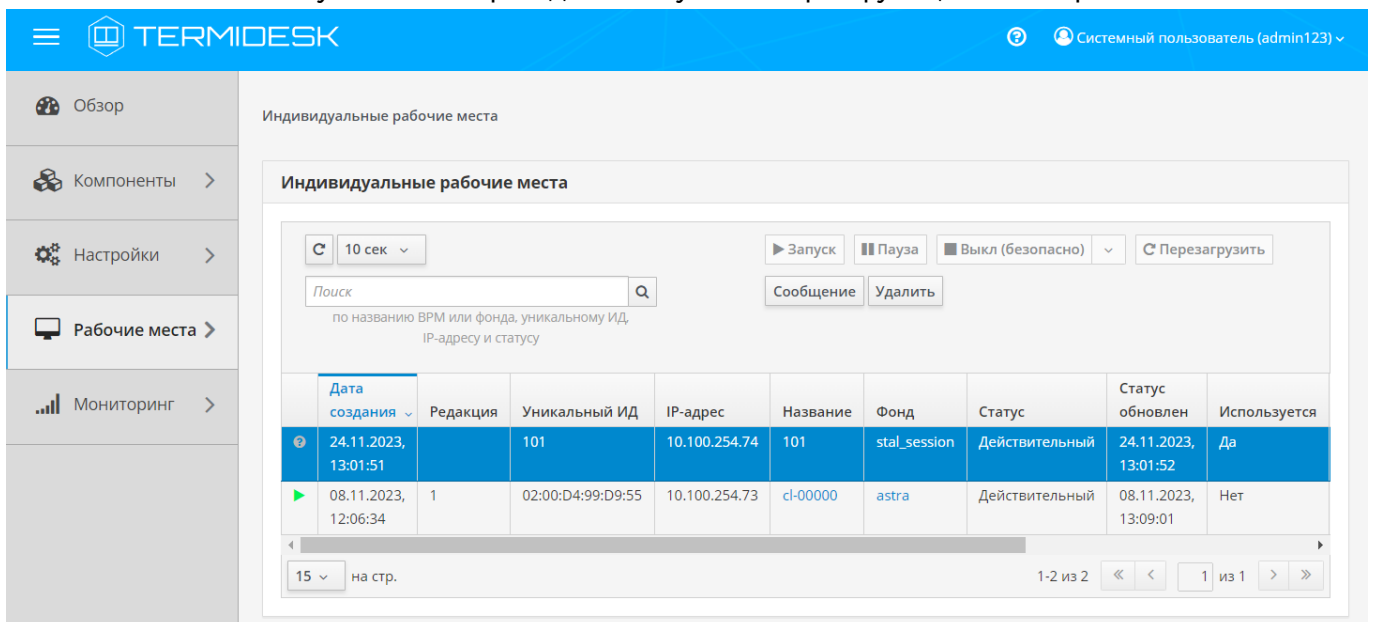 TERMIDESK
Системный пользователь (admin123)
Обзор
Компоненты
Настройки
Рабочие места
Мониторинг
Индивидуальные рабочие места
Индивидуальные рабочие места
10 сек
Запуск Пауза Выкл (безопасно) Перезагрузить
Поиск
Сообщение Удалить
по названию ВРМ или фонда, уникальному ИД,
IP-адресу и статусу
Дата создания Редакция Уникальный ИД IP-адрес Название Фонд Статус Статус обновлен Используется
24.11.2023, 13:01:51 101 10.100.254.74 101 stal_session Действительный 24.11.2023, 13:01:52 Да
08.11.2023, 12:06:34 1 02:00:D4:99:D9:55 10.100.254.73 cl-00000 astra Действительный 08.11.2023, 13:09:01 Нет
15 на стр.
1-2 из 2 1 из 1